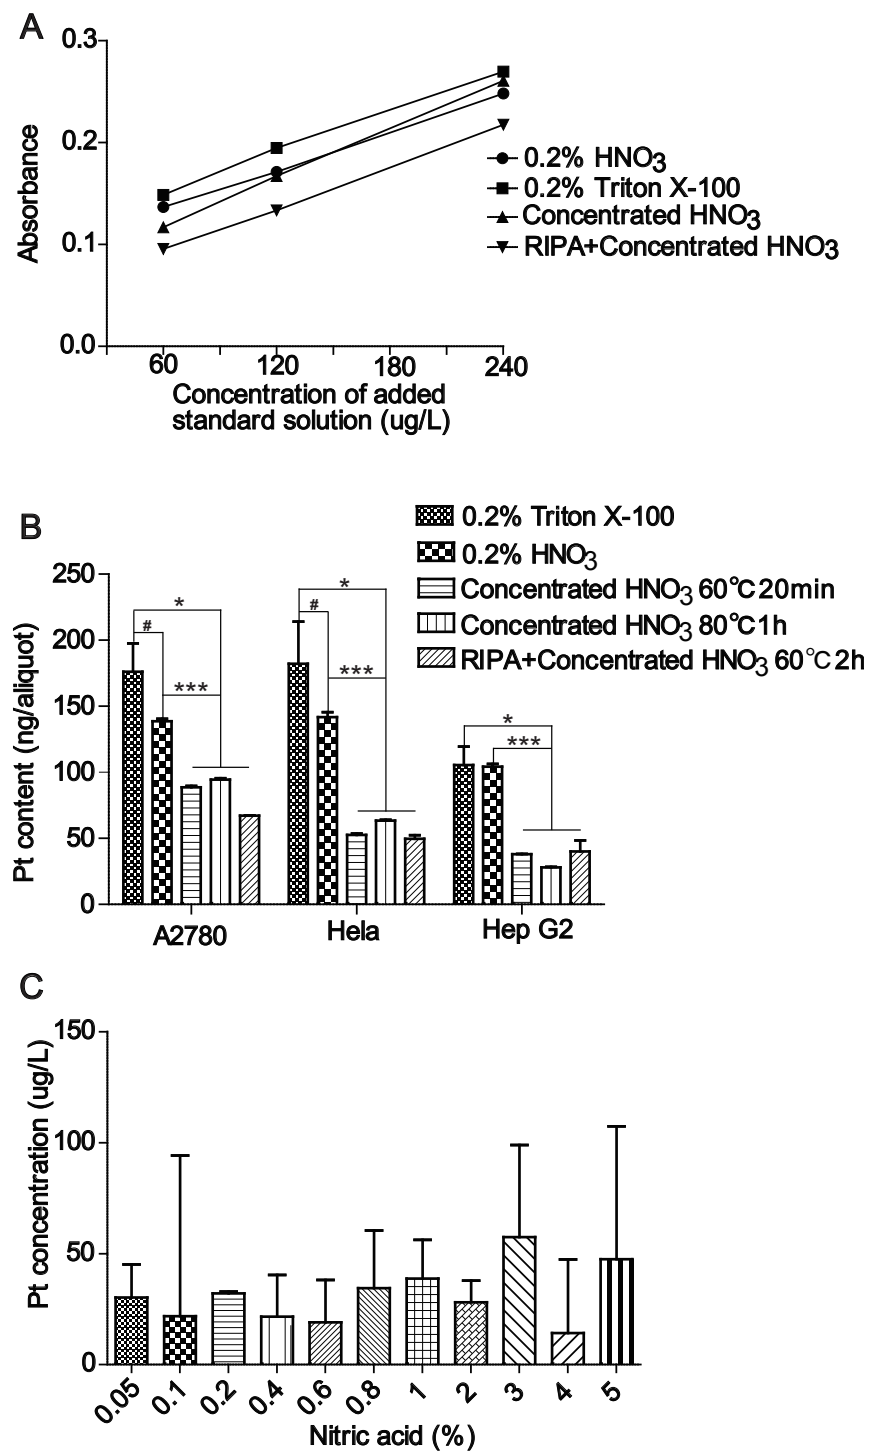 A
0.3
0.2
0.1
0.0
Absorbance
60 120 180 240
Concentration of added
standard solution (ug/L)
0.2% HNO3
0.2% Triton X-100
Concentrated HNO3
RIPA+Concentrated HNO3
B
0.2% Triton X-100
0.2% HNO3
Concentrated HNO3 60℃ 20min
Concentrated HNO3 80℃ 1h
RIPA+Concentrated HNO3 60℃ 2h
250
200
150
100
50
0
Pt content (ng/aliquot)
* # ***
* # ***
* ***
A2780 Hela Hep G2
C
150
100
50
0
Pt concentration (ug/L)
0.05 0.1 0.2 0.4 0.6 0.8 1 2 3 4 5
Nitric acid (%)